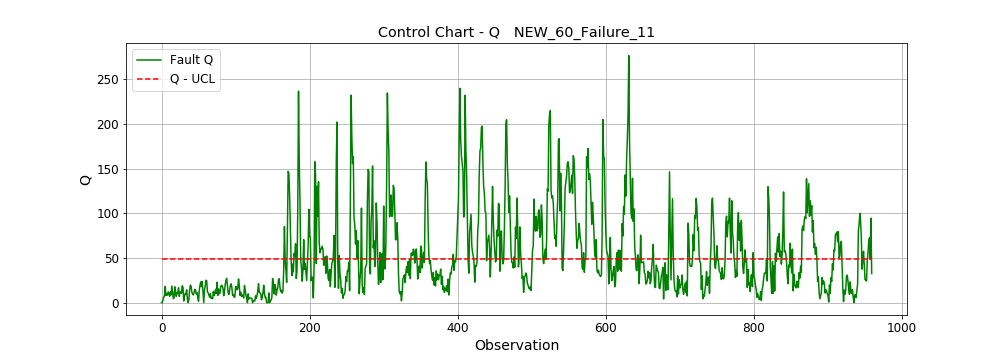 Control Chart - Q   NEW_60_Failure_11
Fault Q
Q - UCL
Q
250
200
150
100
50
0
0 200 400 600 800 1000
Observation